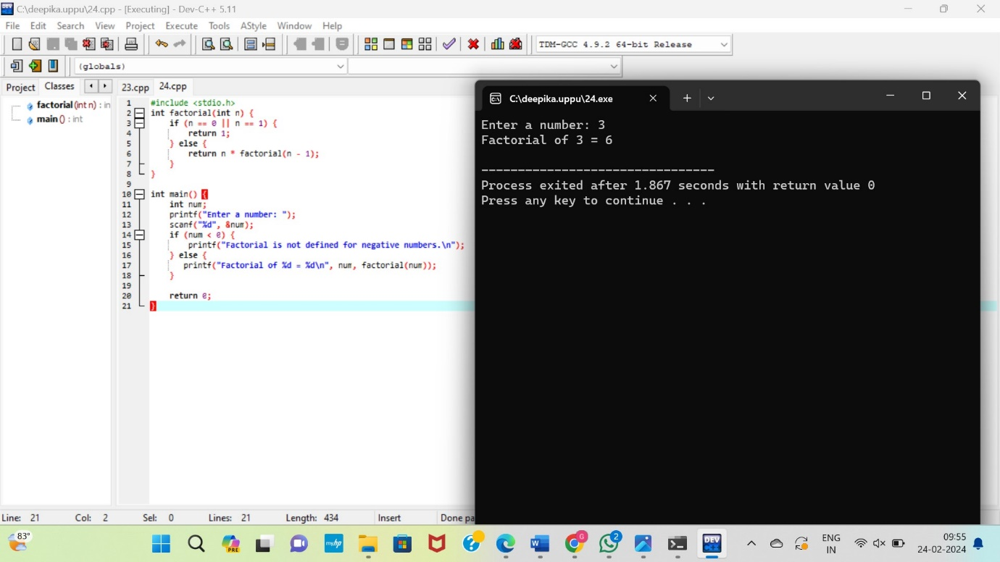 C:\deepika.uppu\24.cpp - [Executing] - Dev-C++ 5.11
File Edit Search View Project Execute Tools AStyle Window Help
TDM-GCC 4.9.2 64-bit Release
(globals)
Project Classes
factorial (int n) : in
main () : int
23.cpp 24.cpp
1 #include <stdio.h>
2 int factorial(int n) {
3 if (n == 0 || n == 1) {
4 return 1;
5 } else {
6 return n * factorial(n - 1);
7 }
8 }
9
10 int main() {
11 int num;
12 printf("Enter a number: ");
13 scanf("%d", &num);
14 if (num < 0) {
15 printf("Factorial is not defined for negative numbers.\n");
16 } else {
17 printf("Factorial of %d = %d\n", num, factorial(num));
18 }
19
20 return 0;
21 }
C:\deepika.uppu\24.exe
Enter a number: 3
Factorial of 3 = 6
--------------------------------
Process exited after 1.867 seconds with return value 0
Press any key to continue . . .
Line: 21 Col: 2 Sel: 0 Lines: 21 Length: 434 Insert Done pa
83°
PRE
myhp
G
2
DEV
ENG
IN
09:55
24-02-2024